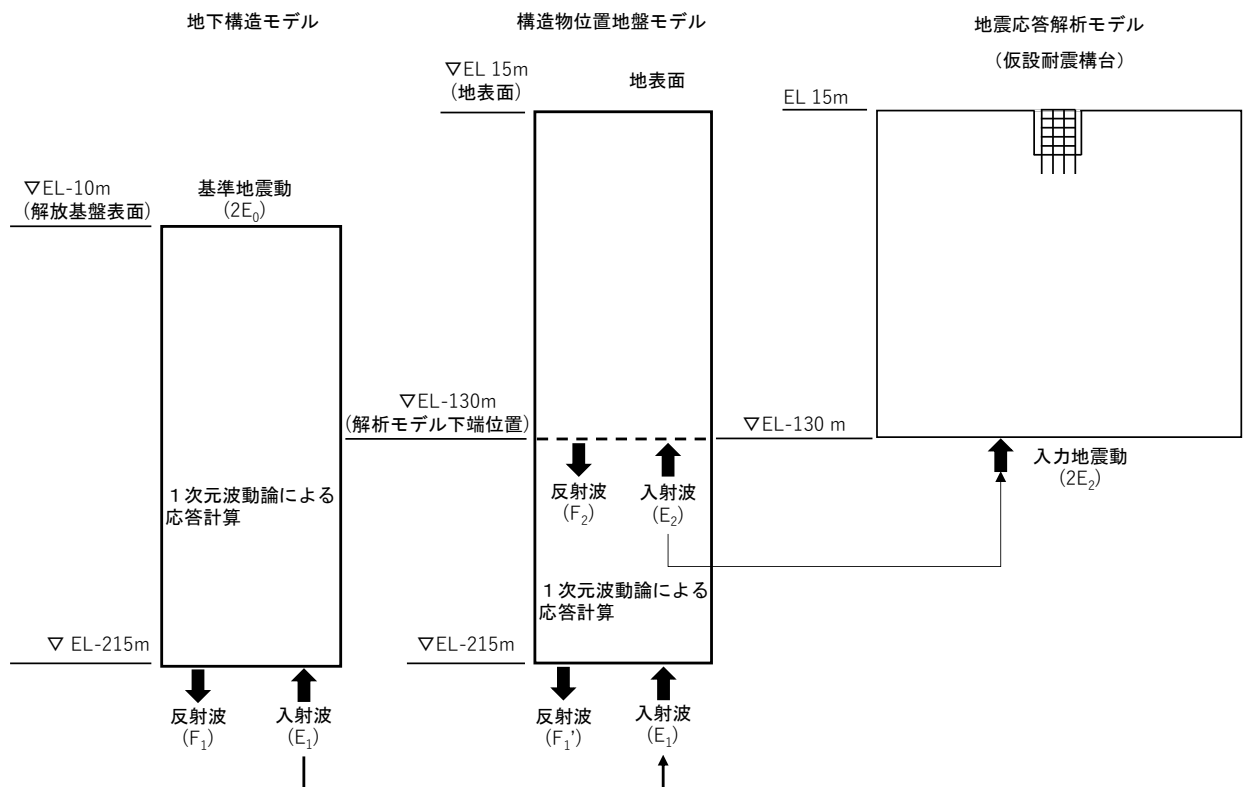 地下構造モデル
▽EL-10m
(解放基盤表面)
基準地震動
(2E₀)
１次元波動論による
応答計算
▽ EL-215m
反射波
(F₁)
入射波
(E₁)
構造物位置地盤モデル
▽EL 15m
(地表面)
地表面
▽EL-130m
(解析モデル下端位置)
反射波
(F₂)
入射波
(E₂)
１次元波動論による
応答計算
▽EL-215m
反射波
(F₁')
入射波
(E₁)
地震応答解析モデル
（仮設耐震構台）
EL 15m
▽EL-130 m
入力地震動
(2E₂)